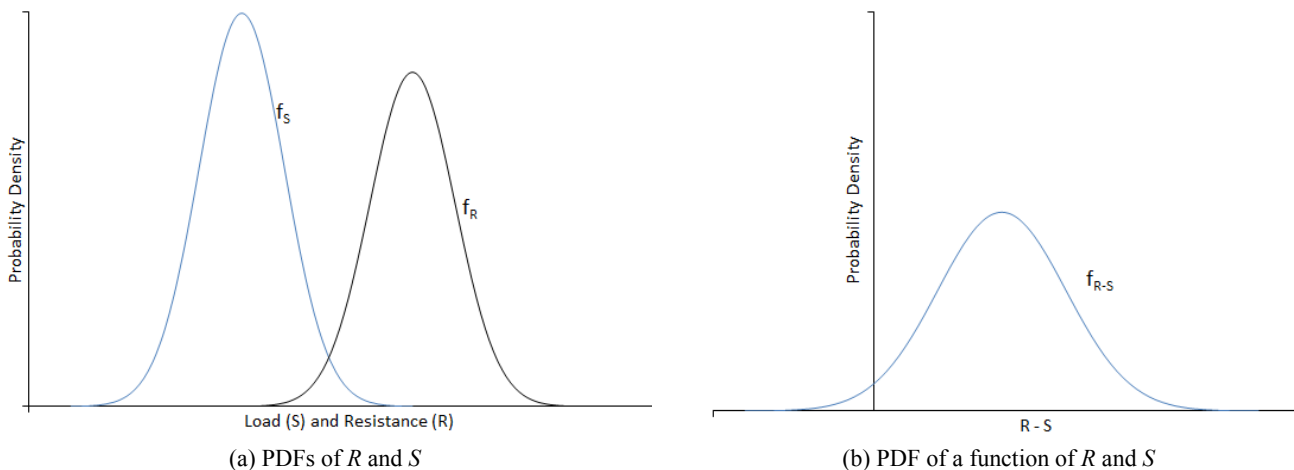 Probability Density
f_S
f_R
Load (S) and Resistance (R)
(a) PDFs of R and S
Probability Density
f_R-S
R - S
(b) PDF of a function of R and S